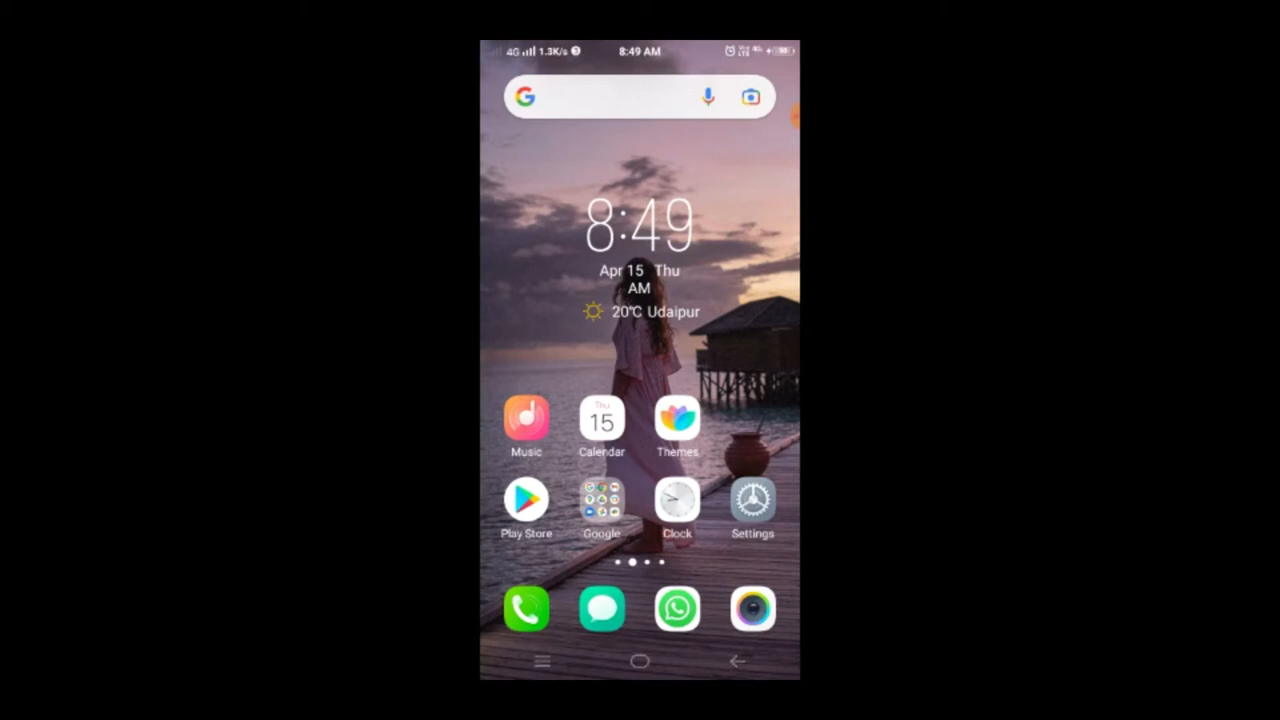 4G 1.3K/s 8:49 AM
8:49
Apr 15 Thu
AM
20°C Udaipur
Thu
15
Music Calendar Themes
Play Store Google Clock Settings